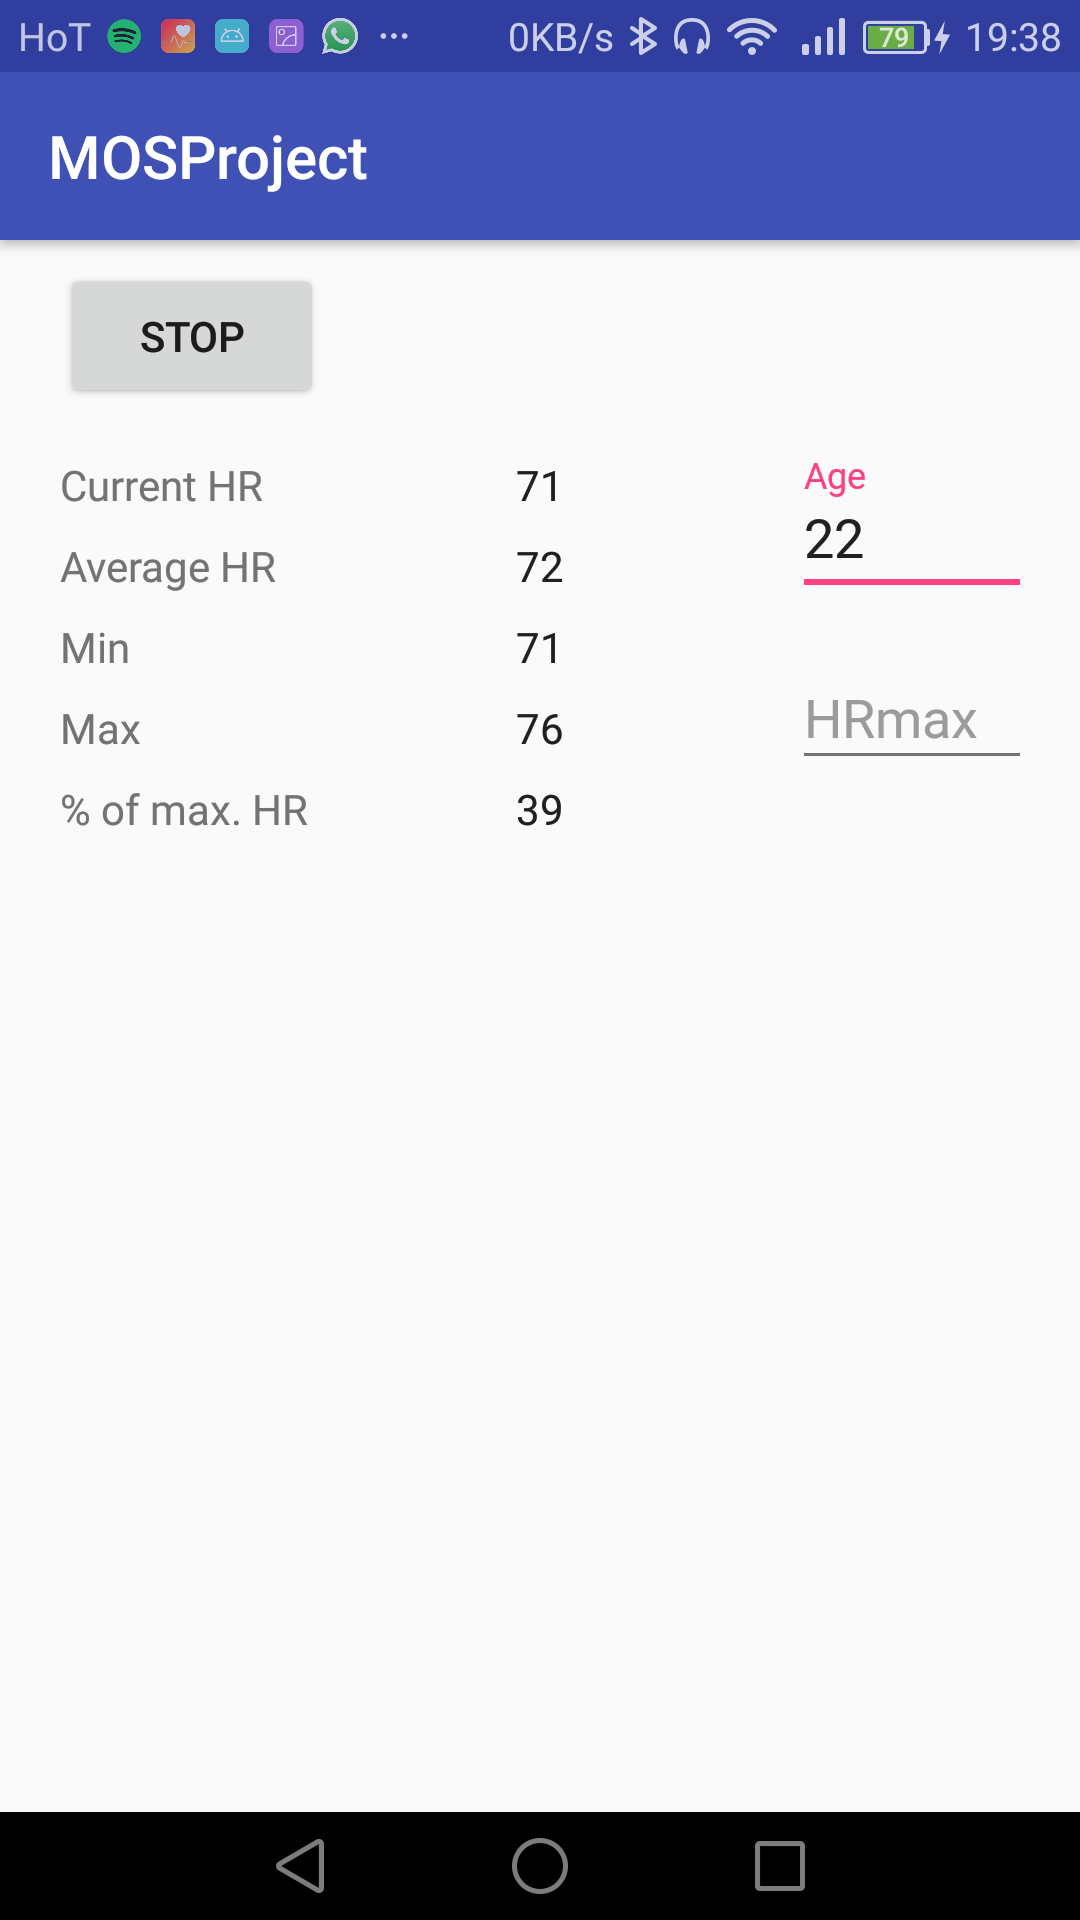 HoT 0KB/s 79 19:38
MOSProject
STOP
Current HR 71
Age
22
Average HR 72
Min 71
Max 76
HRmax
% of max. HR 39